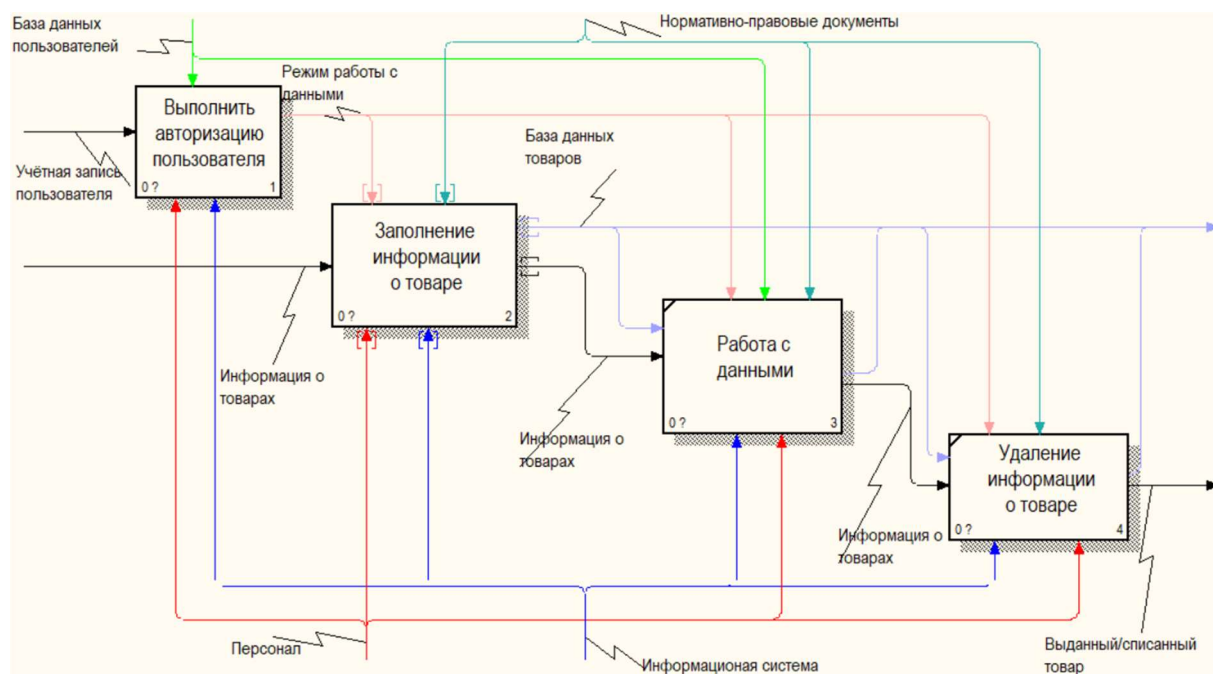 База данных
пользователей
Нормативно-правовые документы
Режим работы с
данными
Выполнить
авторизацию
пользователя
0 ?
1
База данных
товаров
Учётная запись
пользователя
Заполнение
информации
о товаре
0 ?
2
Информация о
товарах
Работа с
данными
0 ?
3
Информация о
товарах
Удаление
информации
о товаре
0 ?
4
Информация о
товарах
Персонал
Информационая система
Выданный/списанный
товар